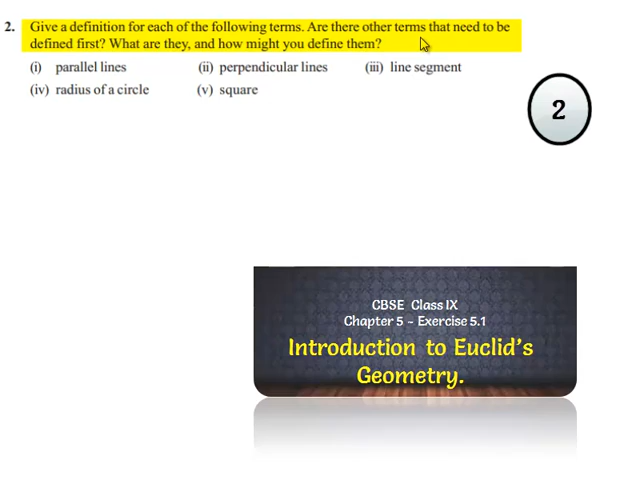 2. Give a definition for each of the following terms. Are there other terms that need to be
defined first? What are they, and how might you define them?
(i) parallel lines (ii) perpendicular lines (iii) line segment
(iv) radius of a circle (v) square
2
CBSE Class IX
Chapter 5 - Exercise 5.1
Introduction to Euclid's
Geometry.